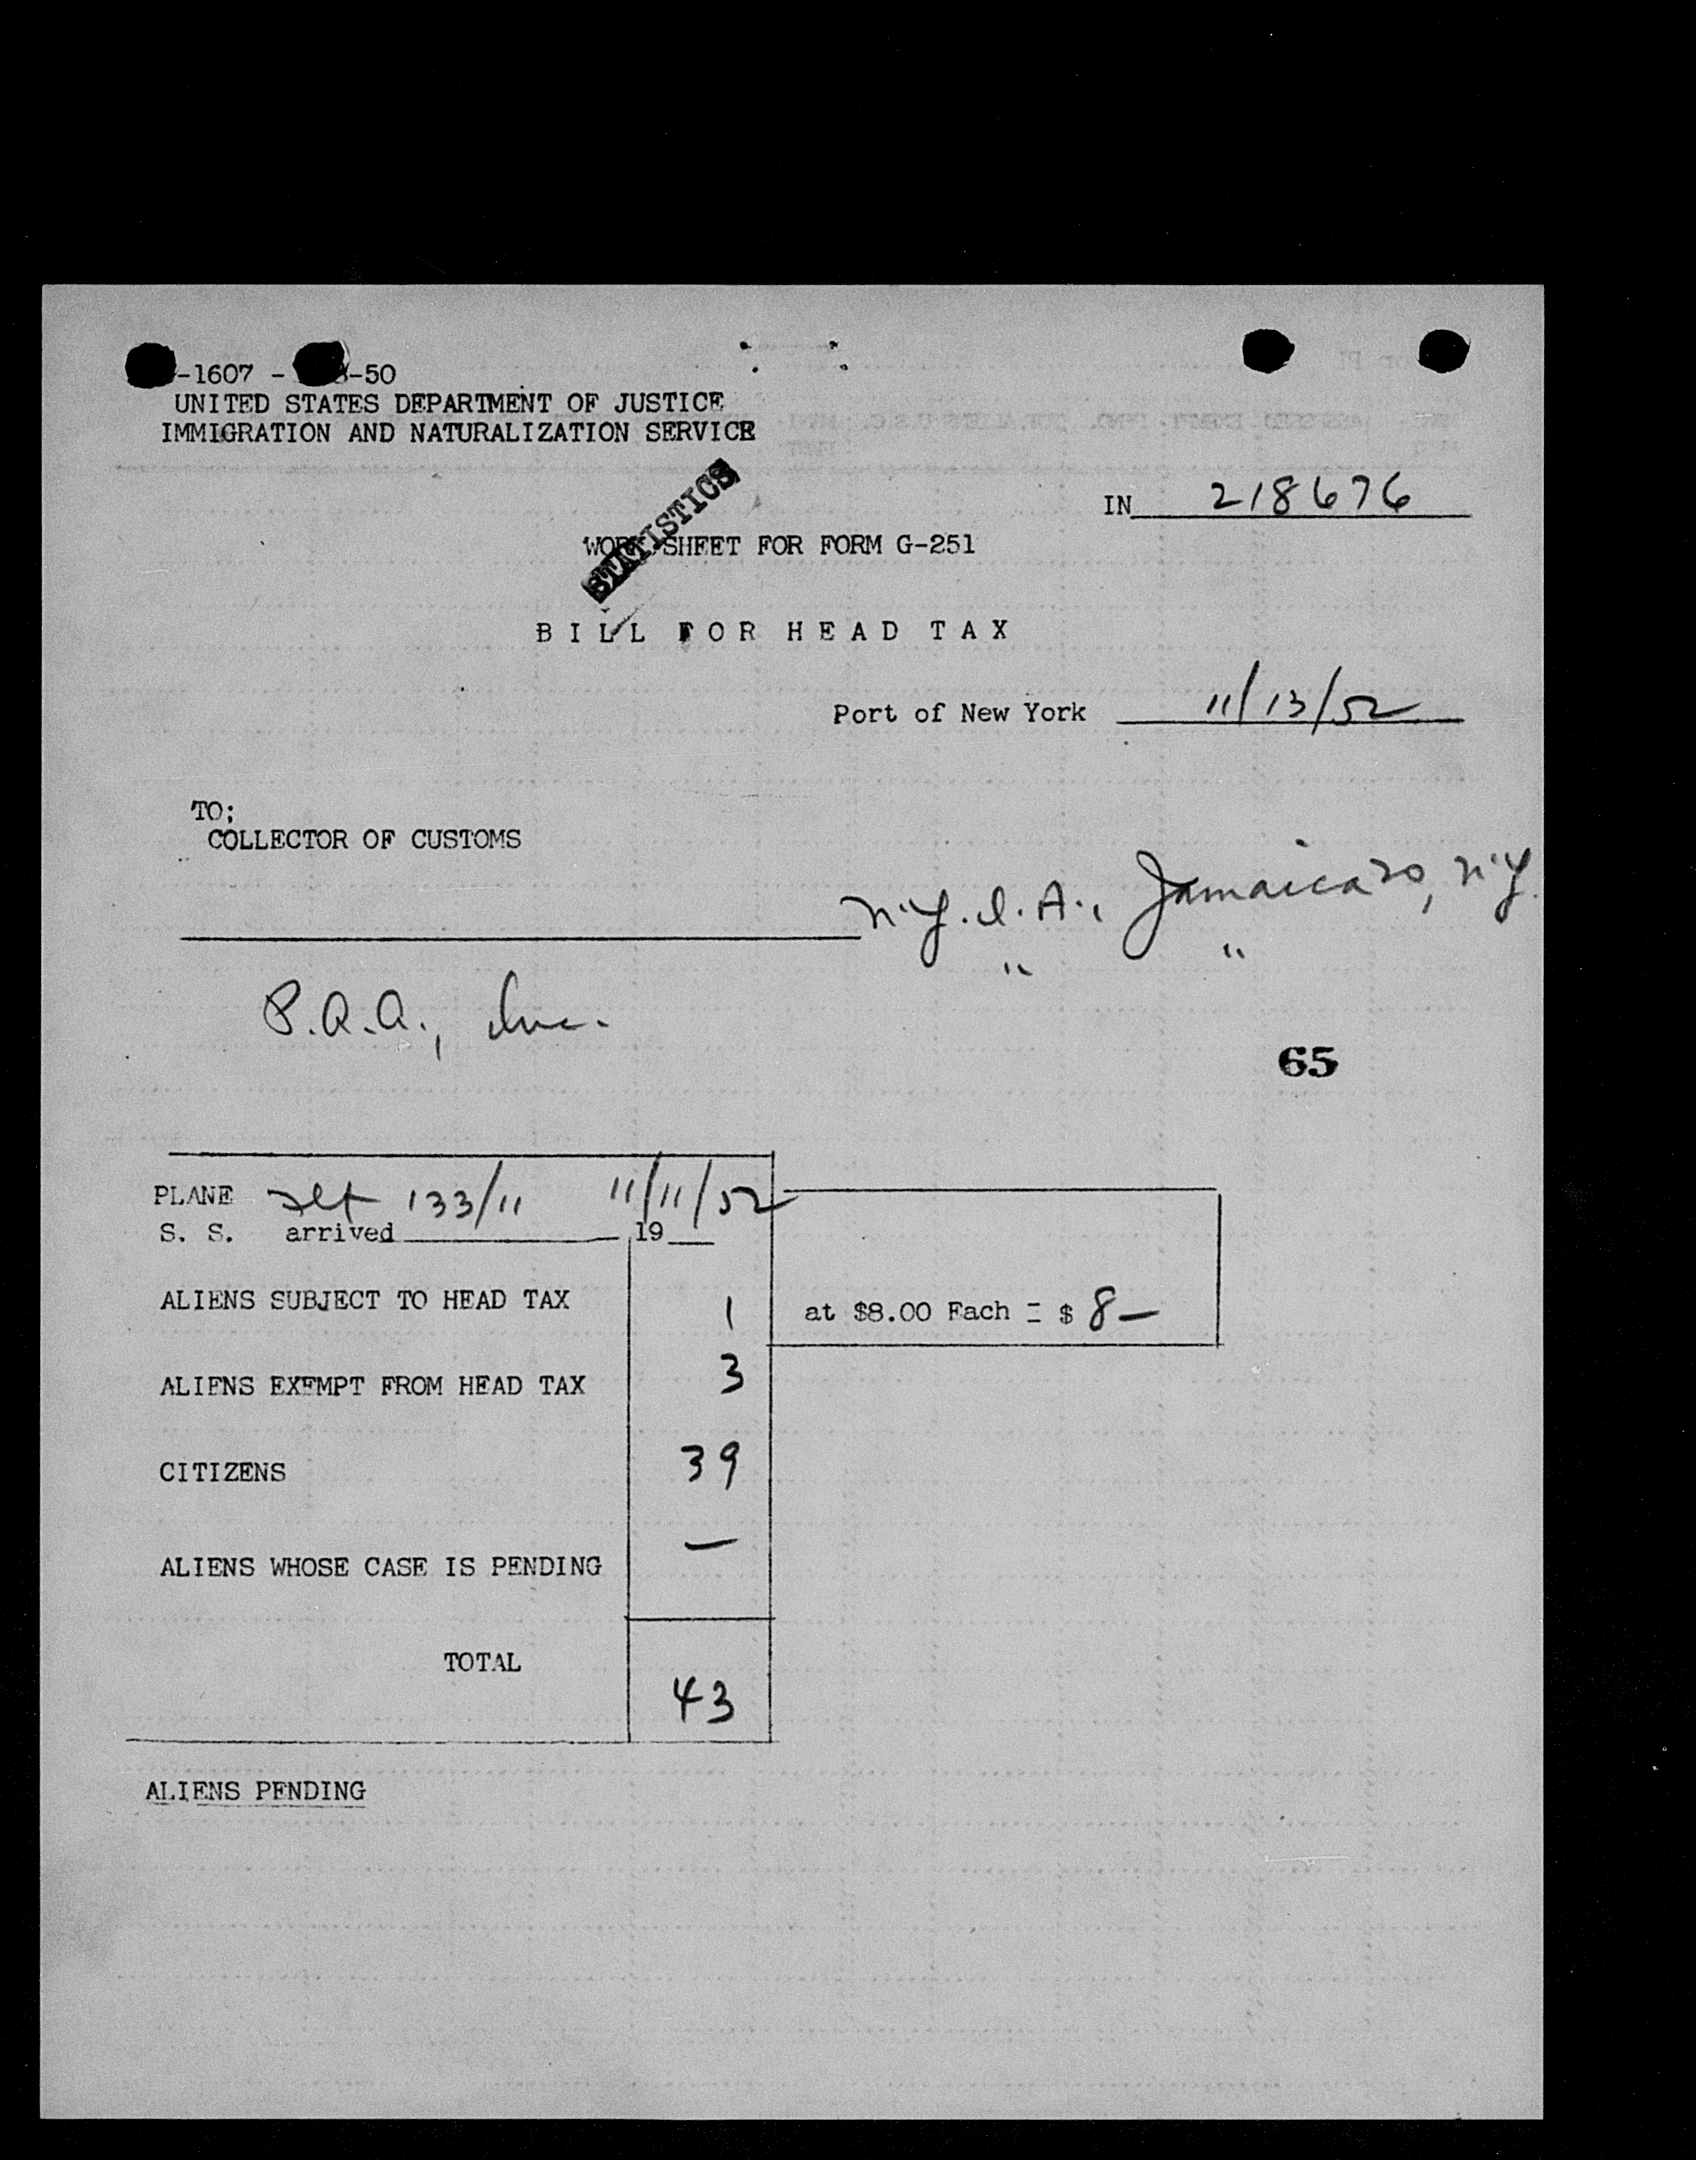 -1607 - 8-50
UNITED STATES DEPARTMENT OF JUSTICE
IMMIGRATION AND NATURALIZATION SERVICE
STATISTICS
IN 218676
WORK SHEET FOR FORM G-251
BILL FOR HEAD TAX
Port of New York 11/13/52
TO;
COLLECTOR OF CUSTOMS
N.Y.I.A., Jamaica 30, N.Y.
" "
P.A.A., Inc.
65
PLANE flt 133/11 11/11/52
S. S. arrived , 19
ALIENS SUBJECT TO HEAD TAX 1 at $8.00 Each = $ 8—
ALIENS EXEMPT FROM HEAD TAX 3
CITIZENS 39
ALIENS WHOSE CASE IS PENDING —
TOTAL 43
ALIENS PENDING